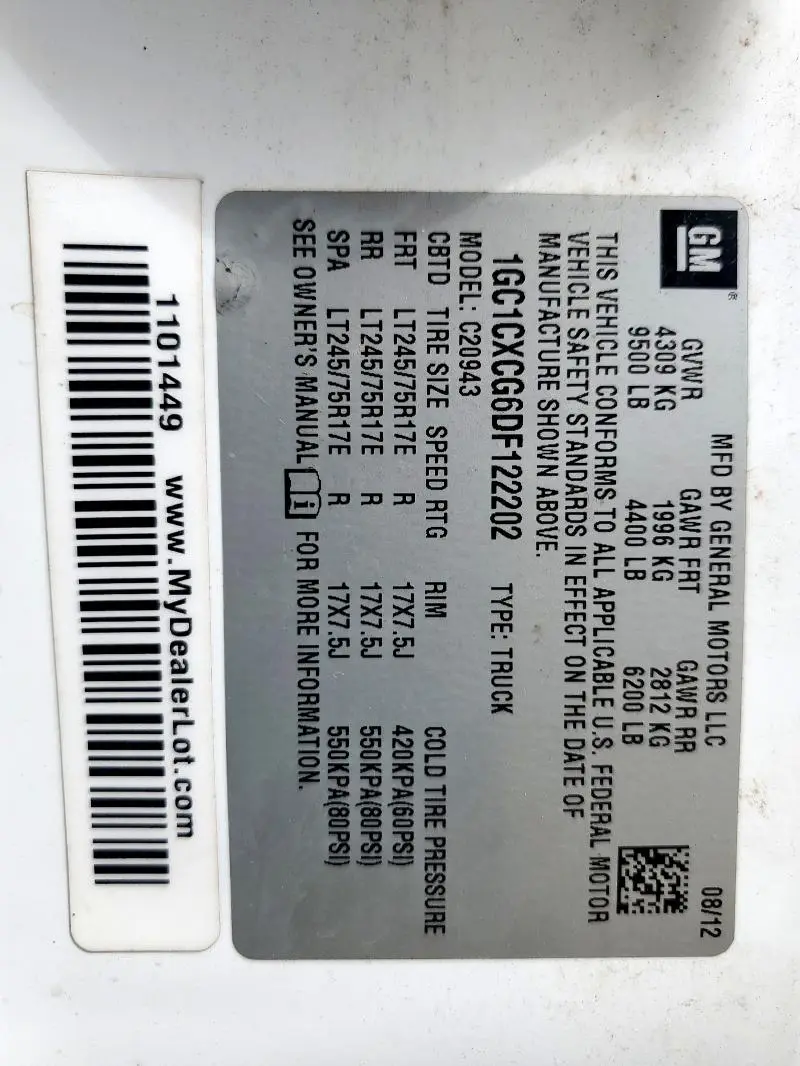 GM
®
MFD BY GENERAL MOTORS LLC 08/12
GVWR GAWR FRT GAWR RR
4309 KG 1996 KG 2812 KG
9500 LB 4400 LB 6200 LB
THIS VEHICLE CONFORMS TO ALL APPLICABLE U.S. FEDERAL MOTOR
VEHICLE SAFETY STANDARDS IN EFFECT ON THE DATE OF
MANUFACTURE SHOWN ABOVE.
1GC1CXCG6DF122202 TYPE: TRUCK
MODEL: C20943
CBTD TIRE SIZE SPEED RTG RIM COLD TIRE PRESSURE
FRT LT245/75R17E R 17X7.5J 420KPA(60PSI)
RR LT245/75R17E R 17X7.5J 550KPA(80PSI)
SPA LT245/75R17E R 17X7.5J 550KPA(80PSI)
SEE OWNER'S MANUAL i FOR MORE INFORMATION.
1101449 www.MyDealerLot.com